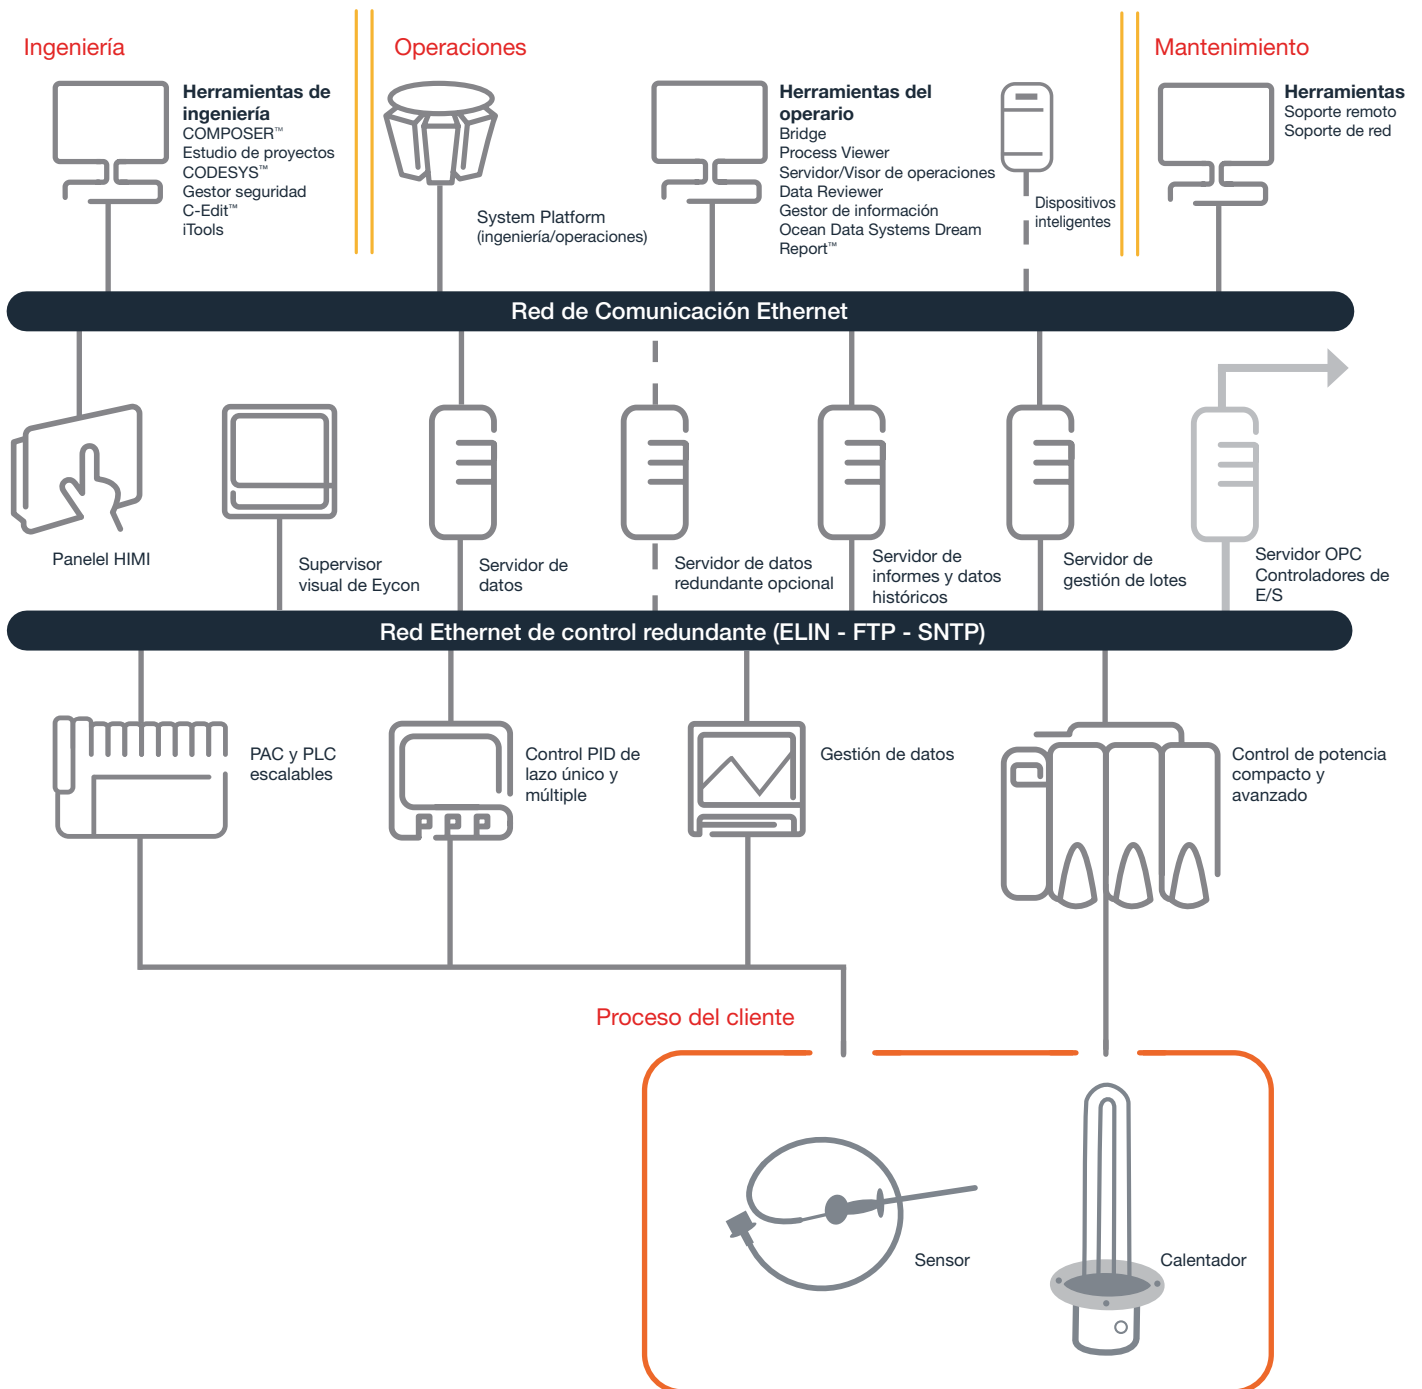 Ingeniería
Operaciones
Mantenimiento
Herramientas de
ingeniería
COMPOSER™
Estudio de proyectos
CODESYS™
Gestor seguridad
C-Edit™
iTools
System Platform
(ingeniería/operaciones)
Herramientas del
operario
Bridge
Process Viewer
Servidor/Visor de operaciones
Data Reviewer
Gestor de información
Ocean Data Systems Dream
Report™
Dispositivos
inteligentes
Herramientas
Soporte remoto
Soporte de red
Red de Comunicación Ethernet
Panelel HIMI
Supervisor
visual de Eycon
Servidor de
datos
Servidor de datos
redundante opcional
Servidor de
informes y datos
históricos
Servidor de
gestión de lotes
Servidor OPC
Controladores de
E/S
Red Ethernet de control redundante (ELIN - FTP - SNTP)
PAC y PLC
escalables
Control PID de
lazo único y
múltiple
Gestión de datos
Control de potencia
compacto y
avanzado
Proceso del cliente
Sensor
Calentador